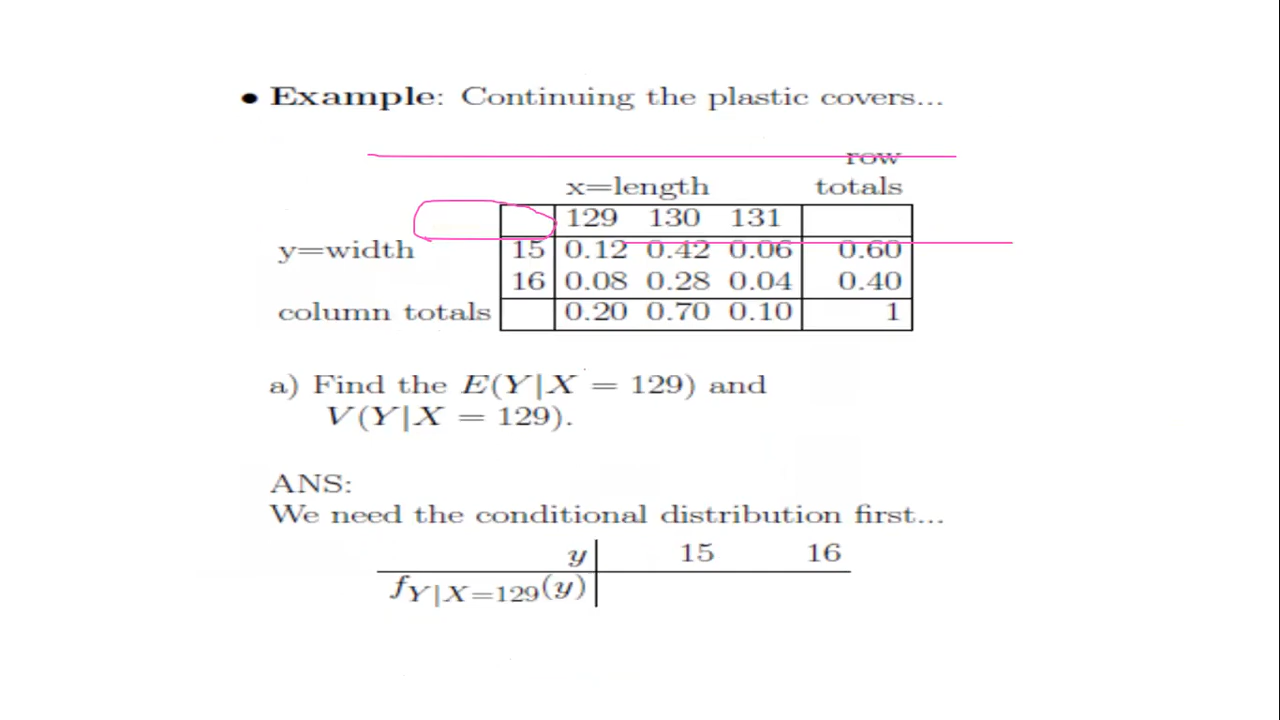 • Example: Continuing the plastic covers...
row
x=length totals
129 130 131
y=width 15 0.12 0.42 0.06 0.60
16 0.08 0.28 0.04 0.40
column totals 0.20 0.70 0.10 1
a) Find the E(Y|X = 129) and
V(Y|X = 129).
ANS:
We need the conditional distribution first...
y 15 16
fY|X=129(y)